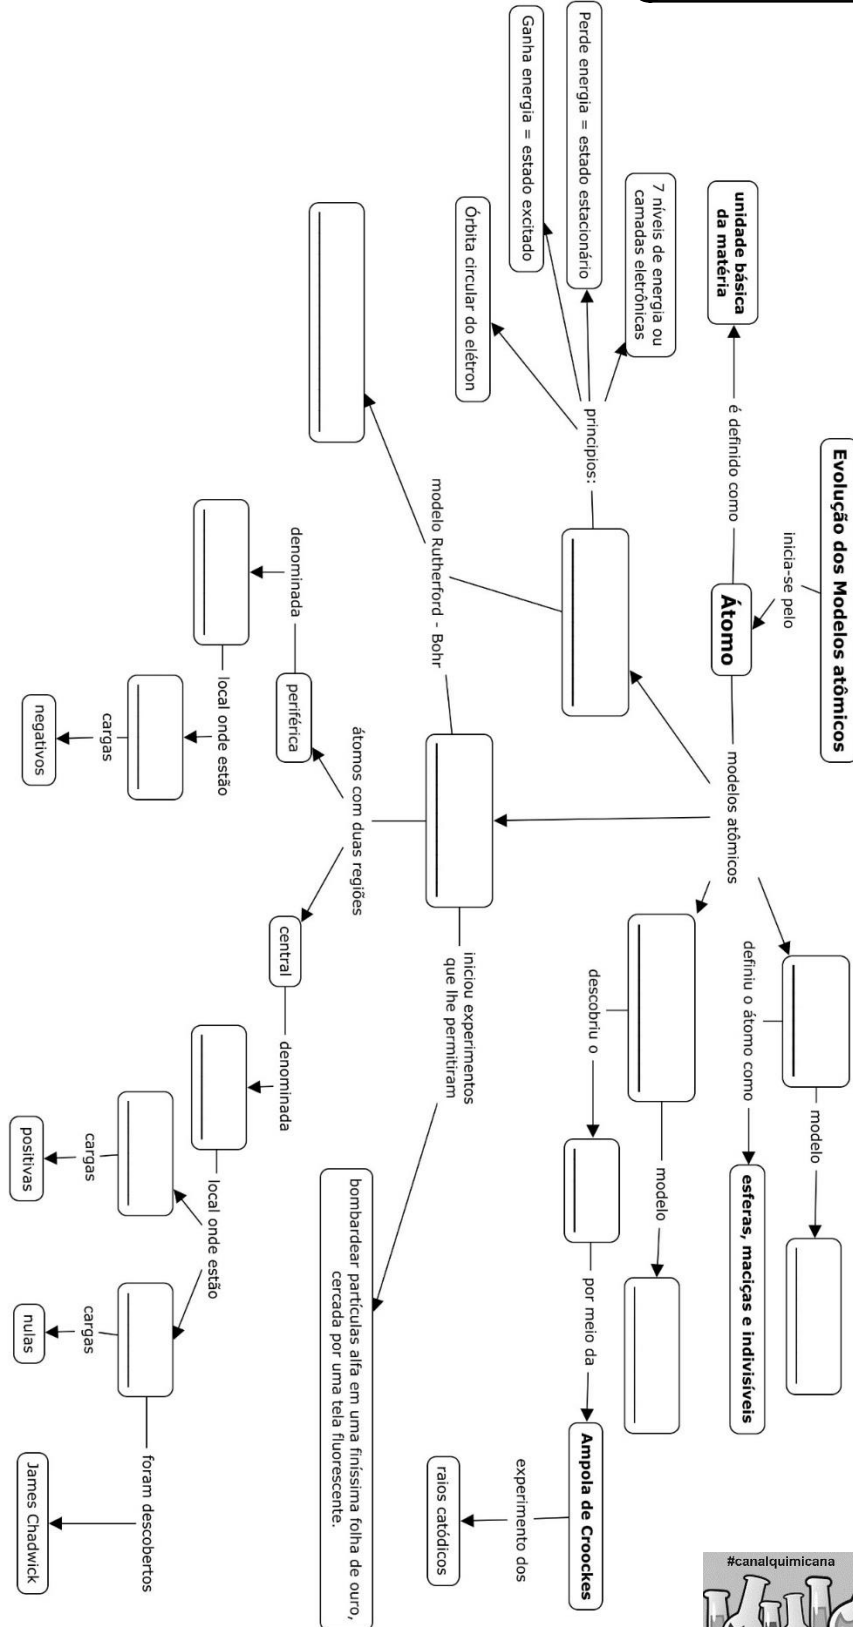 Evolução dos Modelos atômicos
inicia-se pelo
Átomo
é definido como
unidade básica
da matéria
modelos atômicos
modelo
definiu o átomo como
esferas, maciças e indivisíveis
descobriu o
modelo
por meio da
Ampola de Croockes
experimento dos
raios catódicos
principios:
7 níveis de energia ou
camadas eletrônicas
Perde energia = estado estacionário
Ganha energia = estado excitado
Órbita circular do elétron
modelo Rutherford - Bohr
iniciou experimentos
que lhe permitiram
bombardear partículas alfa em uma finíssima folha de ouro,
cercada por uma tela fluorescente.
átomos com duas regiões
periférica
denominada
local onde estão
cargas
negativos
central
denominada
local onde estão
cargas
positivas
cargas
nulas
foram descobertos
James Chadwick
#canalquimicana